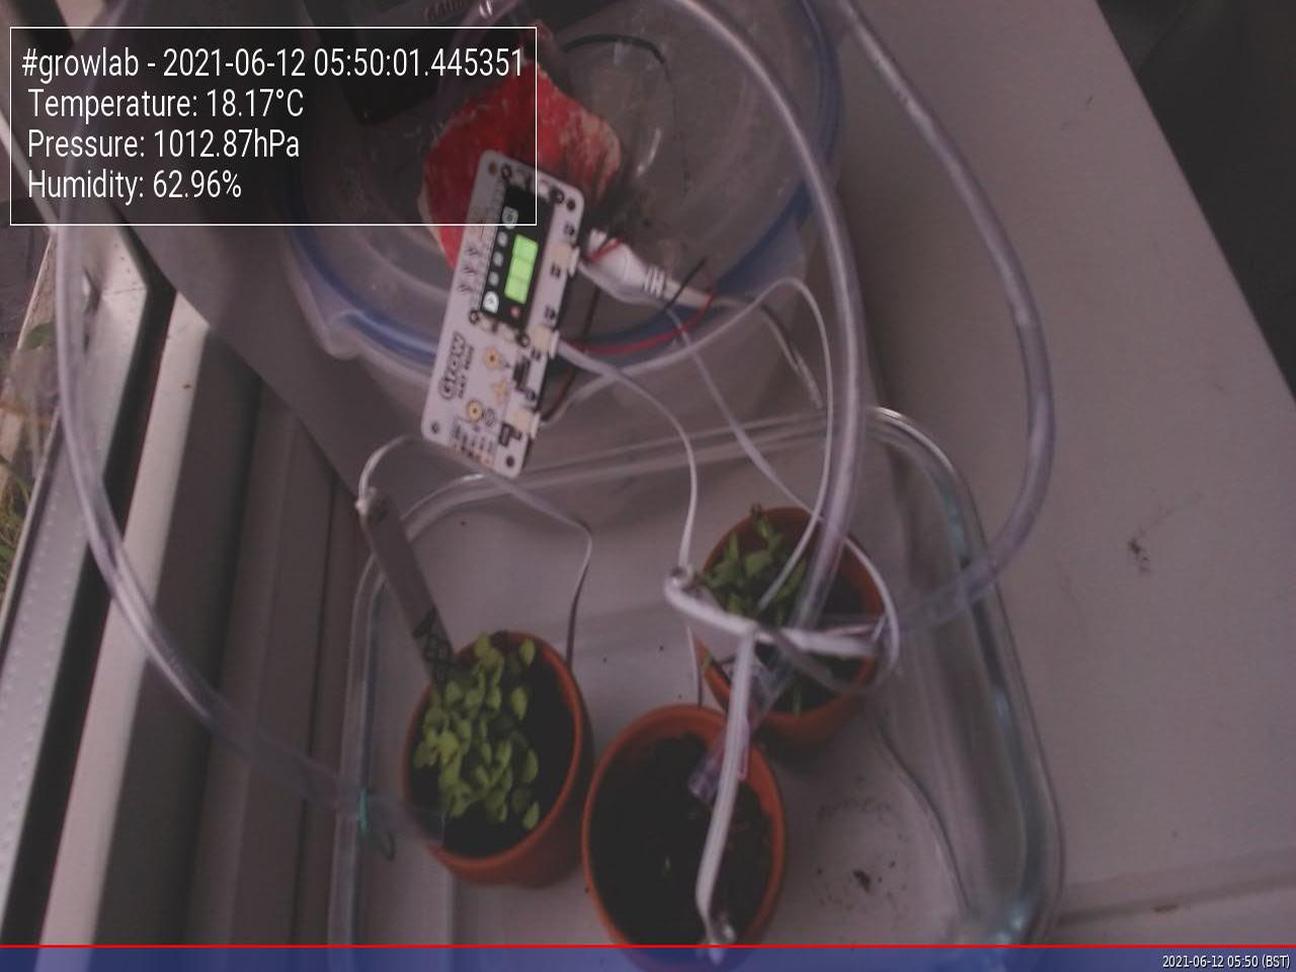 #growlab - 2021-06-12 05:50:01.445351
Temperature: 18.17°C
Pressure: 1012.87hPa
Humidity: 62.96%
GROW
2021-06-12 05:50 (BST)